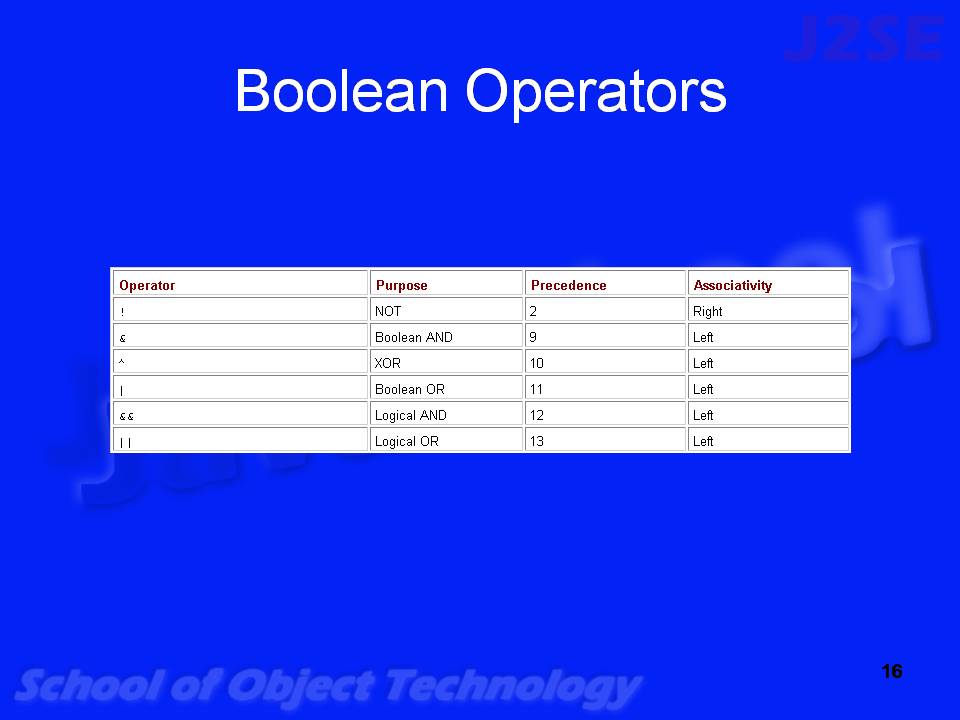 J2SE
Boolean Operators
Operator Purpose Precedence Associativity
! NOT 2 Right
& Boolean AND 9 Left
^ XOR 10 Left
| Boolean OR 11 Left
&& Logical AND 12 Left
|| Logical OR 13 Left
16
School of Object Technology